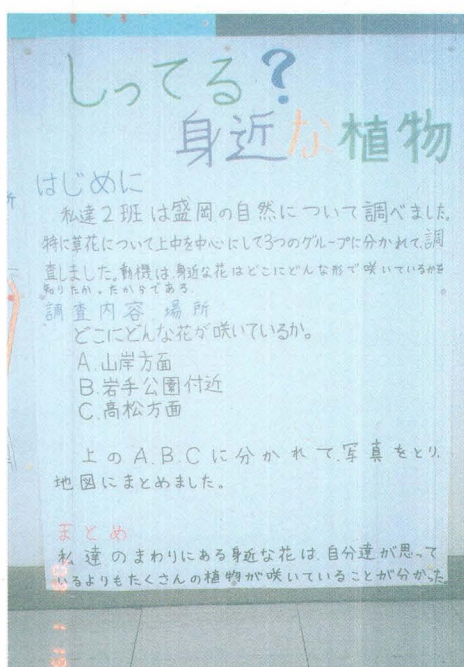 しってる?
身近な植物
はじめに
私達2班は盛岡の自然について調べました。
特に草花について上中を中心にして3つのグループに分かれて、調
査しました。動機は身近な花はどこにどんな形で咲いているかを
知りたかったからである。
調査内容 場所
どこにどんな花が咲いているか。
A.山岸方面
B.岩手公園付近
C.高松方面
上のA.B.Cに分かれて、写真をとり、
地図にまとめました。
まとめ
私達のまわりにある身近な花は、自分達が思って
いるよりもたくさんの植物が咲いていることが分かった